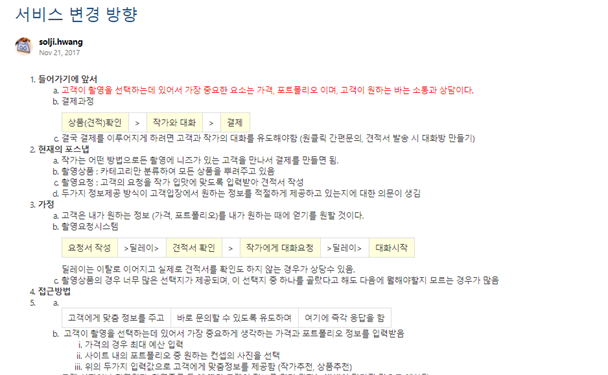 서비스 변경 방향
solji.hwang
Nov 21, 2017
1. 들어가기에 앞서
a. 고객이 촬영을 선택하는데 있어서 가장 중요한 요소는 가격, 포트폴리오 이며, 고객이 원하는 바는 소통과 상담이다.
b. 결제과정
상품(견적)확인 > 작가와 대화 > 결제
c. 결국 결제를 이루어지게 하려면 고객과 작가의 대화를 유도해야함 (원클릭 간편문의, 견적서 발송 시 대화방 만들기)
2. 현재의 포스냅
a. 작가는 어떤 방법으로든 촬영에 니즈가 있는 고객을 만나서 결제를 만들면 됨.
b. 촬영상품 : 카테고리만 분류하여 모든 상품을 뿌려주고 있음
c. 촬영요청 : 고객의 요청을 작가 입맛에 맞도록 입력받아 견적서 작성
d. 두가지 정보제공 방식이 고객입장에서 원하는 정보를 적절하게 제공하고 있는지에 대한 의문이 생김
3. 가정
a. 고객은 내가 원하는 정보 (가격, 포트폴리오)를 내가 원하는 때에 얻기를 원할 것이다.
b. 촬영요청시스템
요청서 작성 >딜레이> 견적서 확인 > 작가에게 대화요청 >딜레이> 대화시작
딜레이는 이탈로 이어지고 실제로 견적서를 확인도 하지 않는 경우가 상당수 있음.
c. 촬영상품의 경우 너무 많은 선택지가 제공되며, 이 선택지 중 하나를 골랐다고 해도 다음에 뭘해야할지 모르는 경우가 많음
4. 접근방법
5. a.
고객에게 맞춤 정보를 주고 바로 문의할 수 있도록 유도하며 여기에 즉각 응답을 함
b. 고객이 촬영을 선택하는데 있어서 가장 중요하게 생각하는 가격과 포트폴리오 정보를 입력받음
i. 가격의 경우 최대 예산 입력
ii. 사이트 내의 포트폴리오 중 원하는 컨셉의 사진을 선택
iii. 위의 두가지 입력값으로 고객에게 맞춤정보를 제공함 (작가추천, 상품추천)